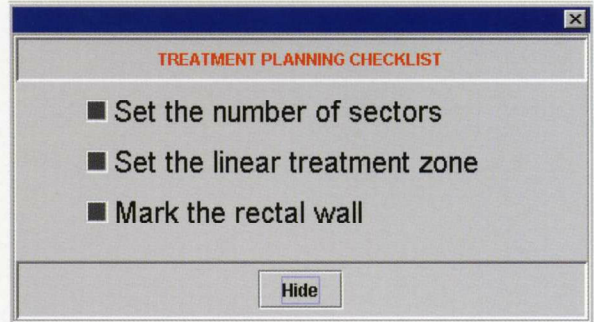 TREATMENT PLANNING CHECKLIST
Set the number of sectors
Set the linear treatment zone
Mark the rectal wall
Hide